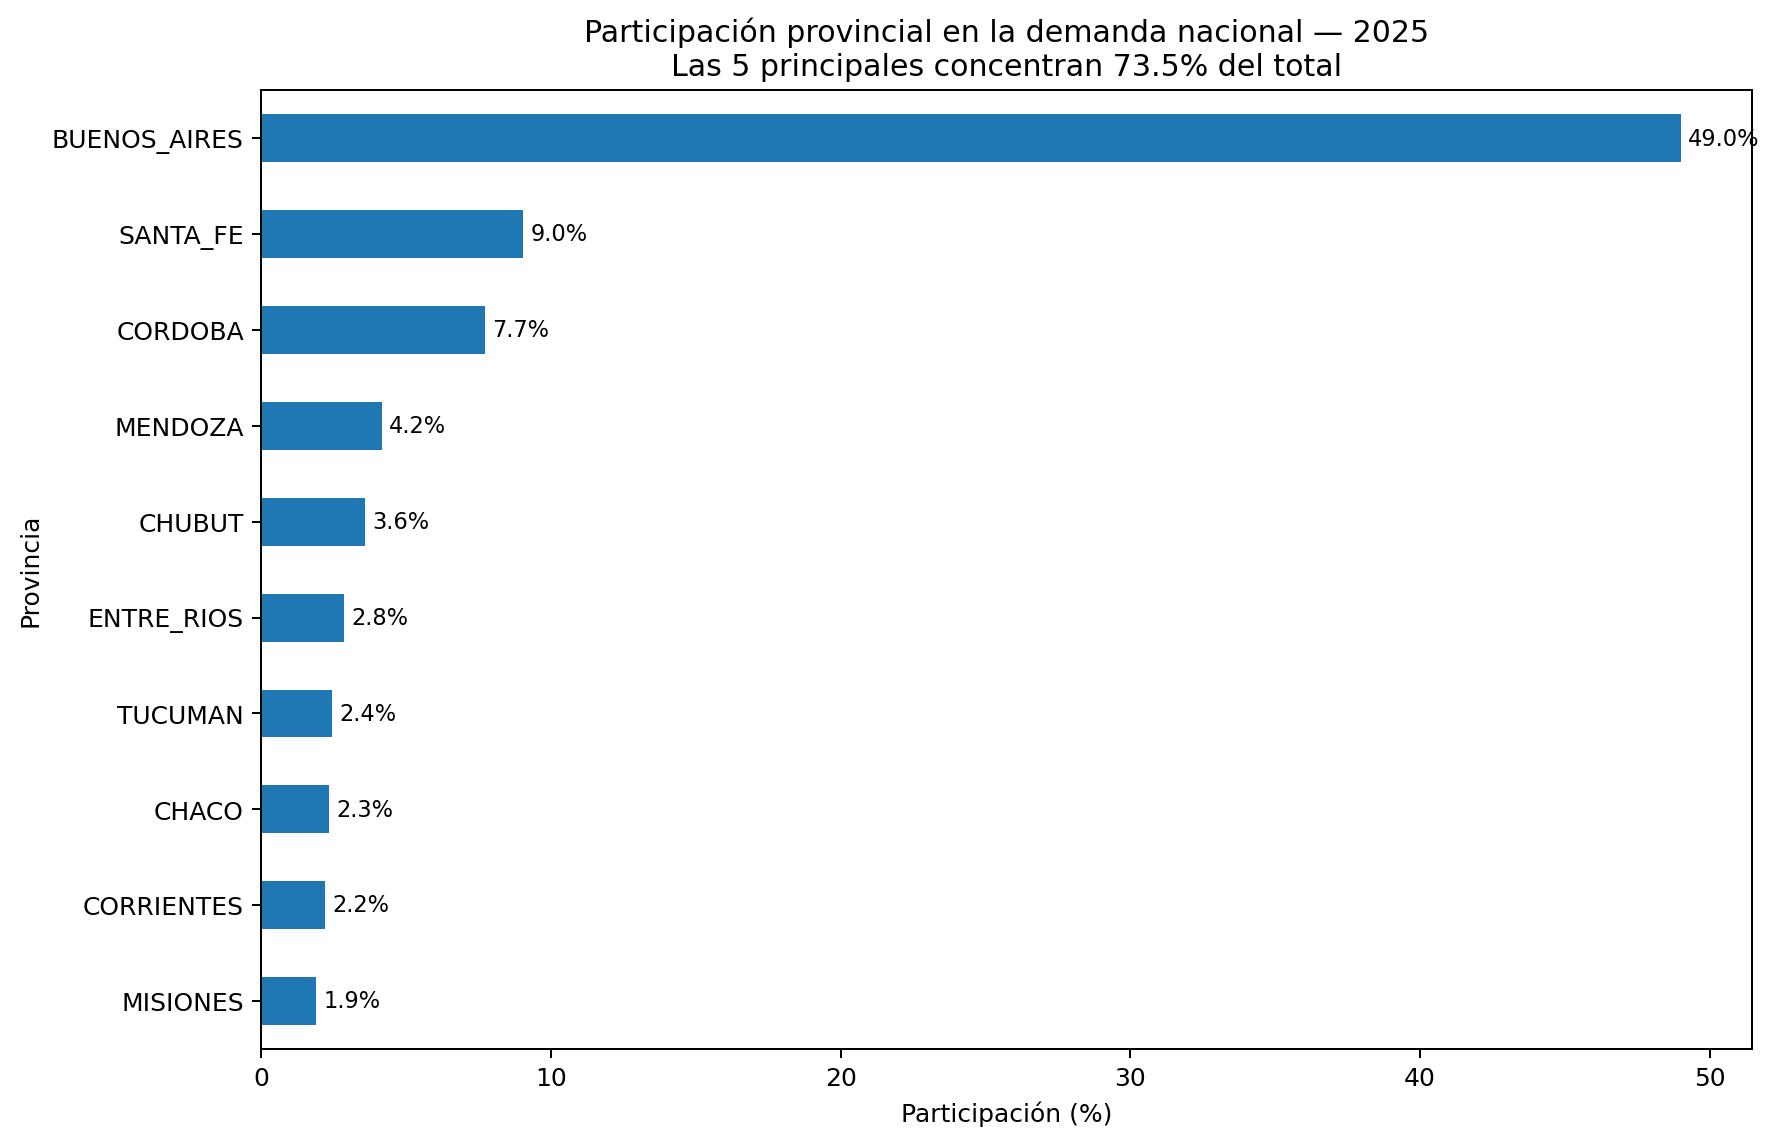 Participación provincial en la demanda nacional — 2025
Las 5 principales concentran 73.5% del total
BUENOS_AIRES 49.0%
SANTA_FE 9.0%
CORDOBA 7.7%
MENDOZA 4.2%
CHUBUT 3.6%
ENTRE_RIOS 2.8%
TUCUMAN 2.4%
CHACO 2.3%
CORRIENTES 2.2%
MISIONES 1.9%
Provincia
0 10 20 30 40 50
Participación (%)